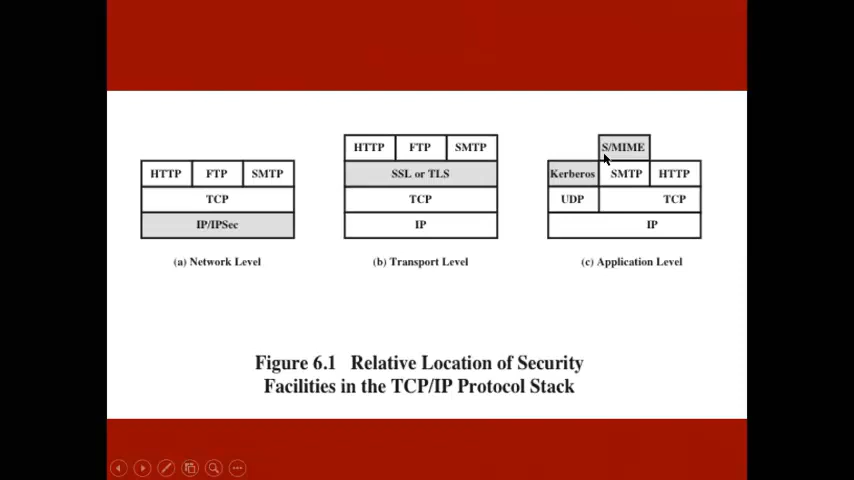 HTTP FTP SMTP
TCP
IP/IPSec
(a) Network Level
HTTP FTP SMTP
SSL or TLS
TCP
IP
(b) Transport Level
S/MIME
Kerberos SMTP HTTP
UDP TCP
IP
(c) Application Level
Figure 6.1 Relative Location of Security
Facilities in the TCP/IP Protocol Stack